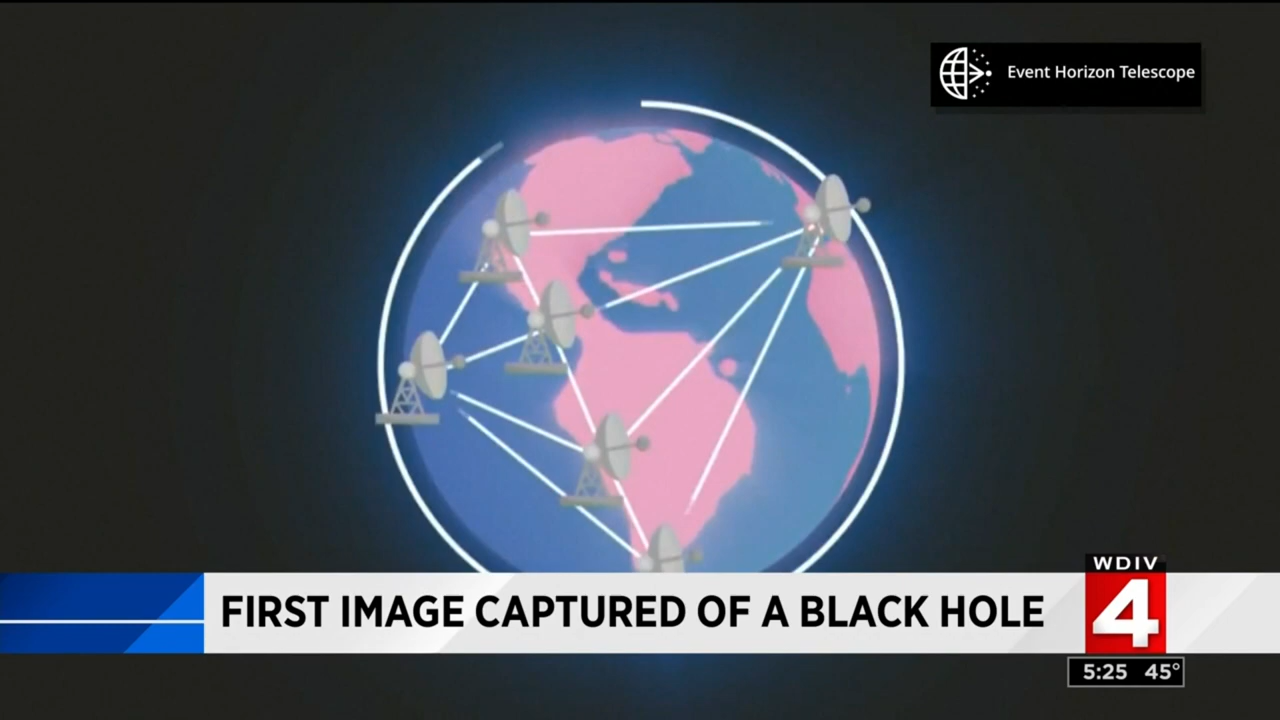 Event Horizon Telescope
FIRST IMAGE CAPTURED OF A BLACK HOLE
WDIV
4
5:25 45°